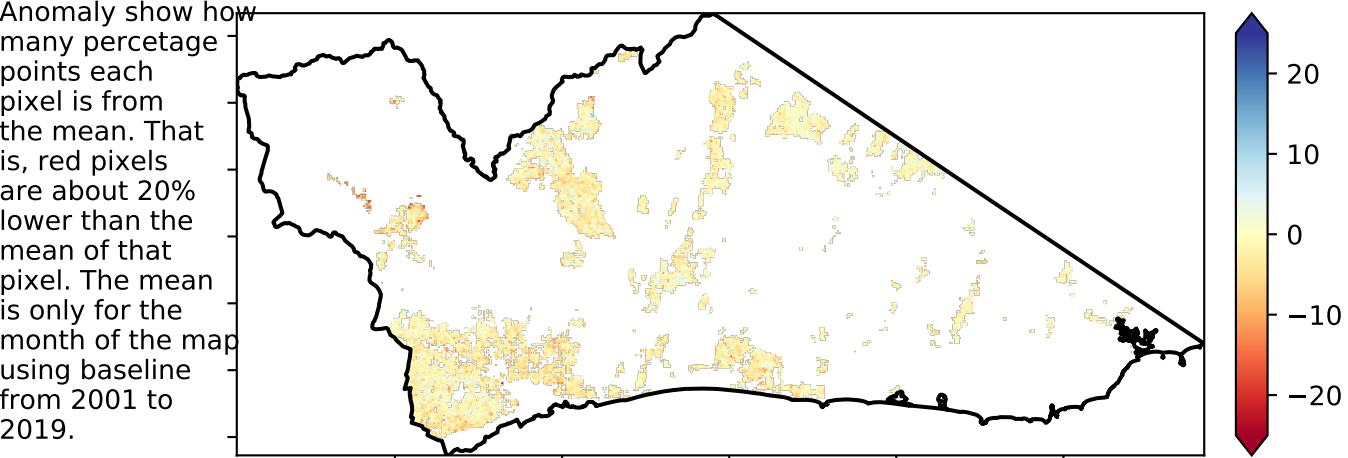 Anomaly show how
many percetage
points each
pixel is from
the mean. That
is, red pixels
are about 20%
lower than the
mean of that
pixel. The mean
is only for the
month of the map
using baseline
from 2001 to
2019.
20
10
0
−10
−20